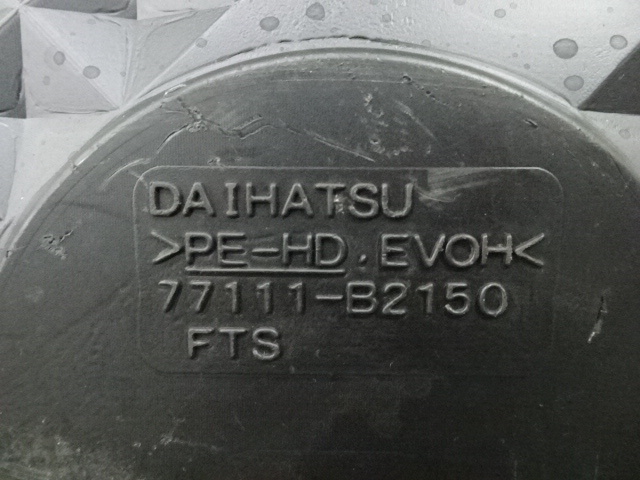 DAIHATSU
>PE-HD.EVOH<
77111-B2150
FTS